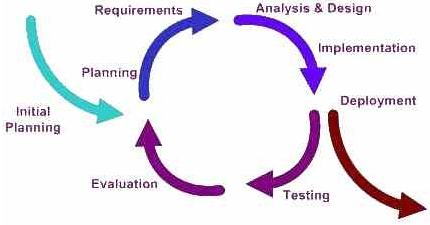 Requirements
Analysis & Design
Implementation
Planning
Deployment
Initial
Planning
Evaluation
Testing